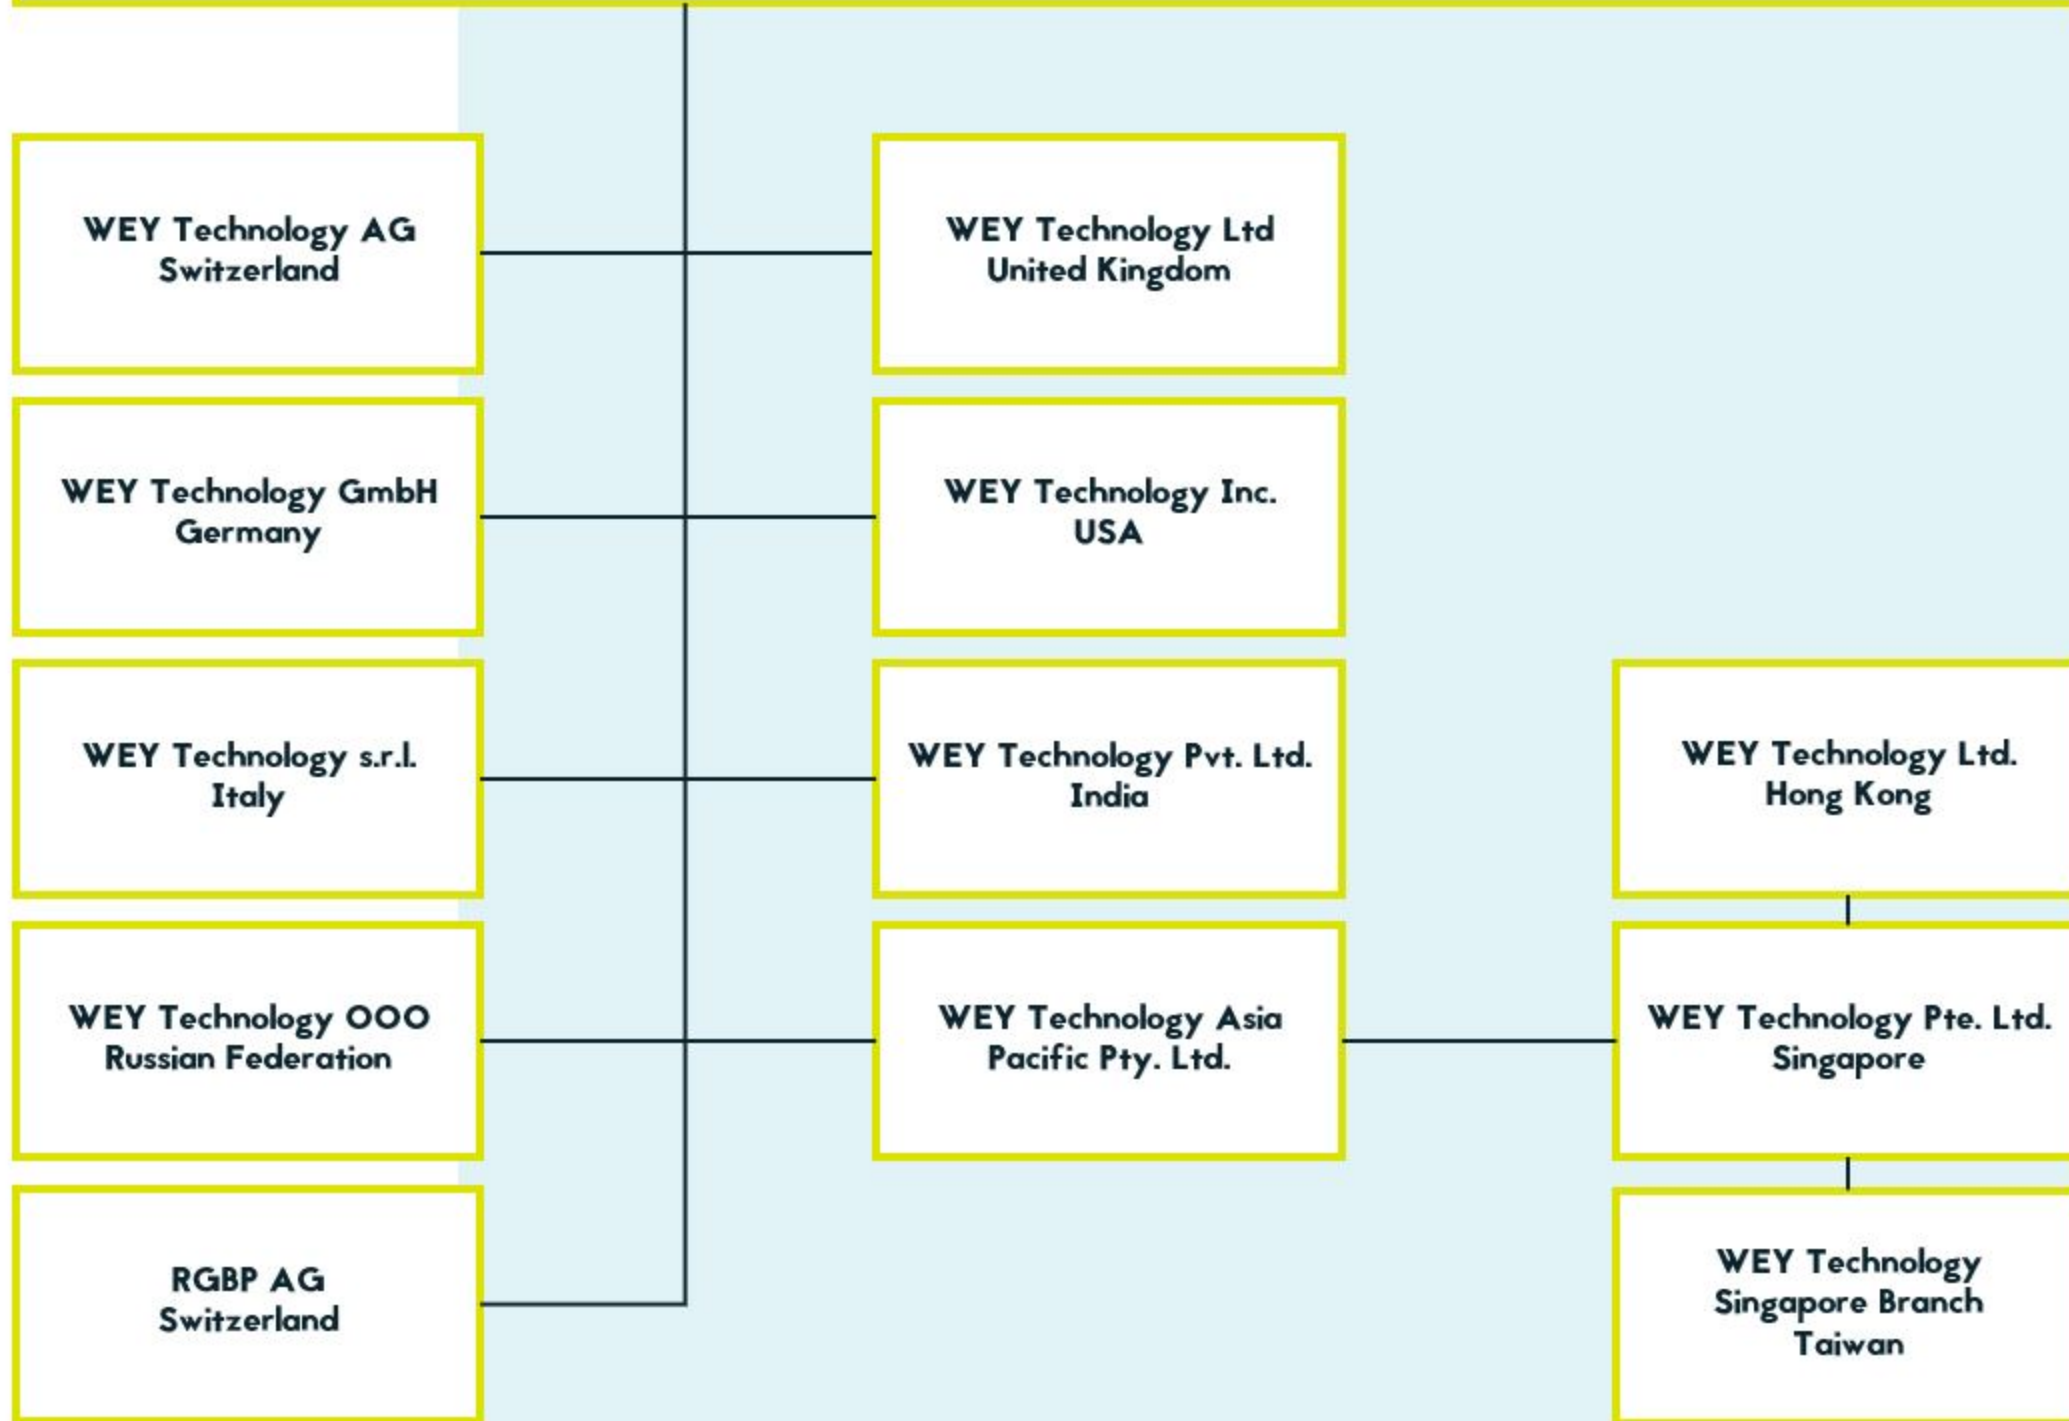 WEY Technology AG
Switzerland
WEY Technology Ltd
United Kingdom
WEY Technology GmbH
Germany
WEY Technology Inc.
USA
WEY Technology s.r.l.
Italy
WEY Technology Pvt. Ltd.
India
WEY Technology Ltd.
Hong Kong
WEY Technology OOO
Russian Federation
WEY Technology Asia
Pacific Pty. Ltd.
WEY Technology Pte. Ltd.
Singapore
RGBP AG
Switzerland
WEY Technology
Singapore Branch
Taiwan